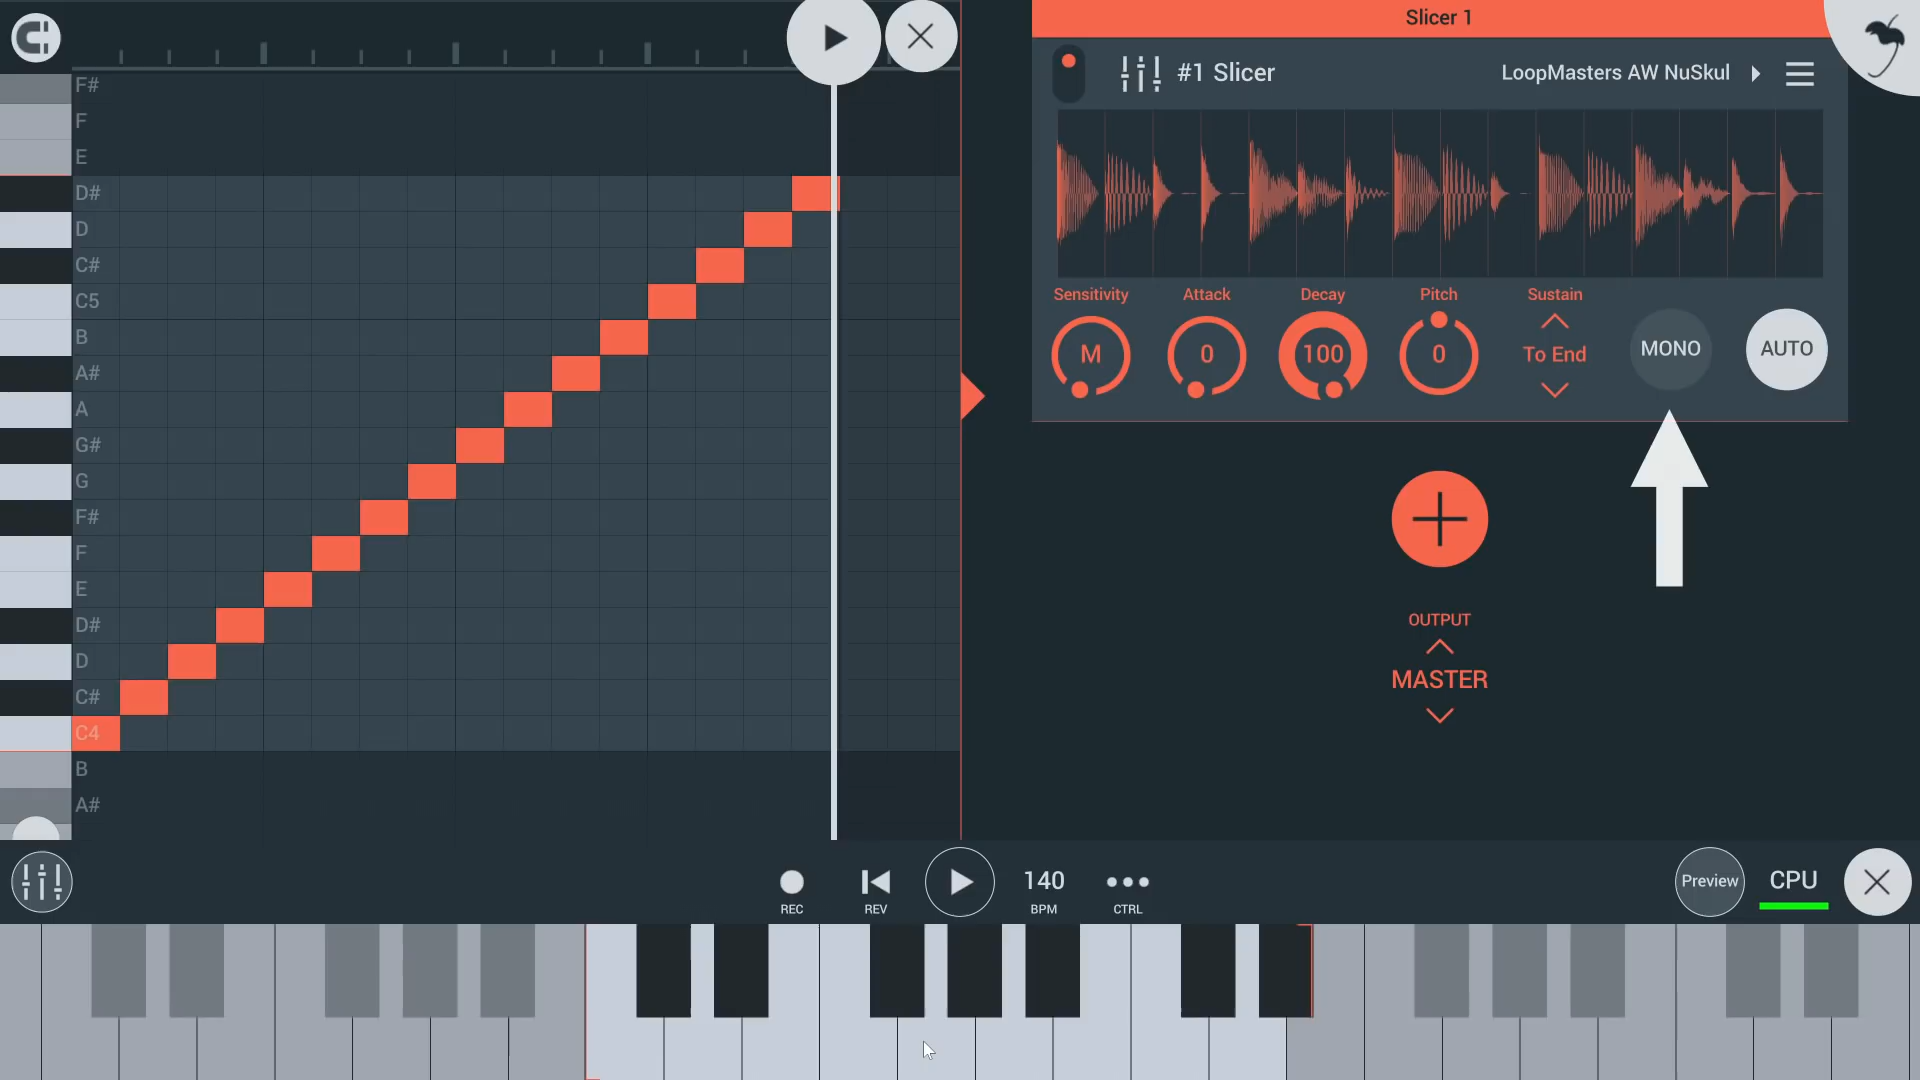 Slicer 1
#1 Slicer
LoopMasters AW NuSkul
F#
F
E
D#
D
C#
C5
B
A#
A
G#
G
F#
F
E
D#
D
C#
C4
B
A#
Sensitivity
Attack
Decay
Pitch
Sustain
M
0
100
0
To End
MONO
AUTO
OUTPUT
MASTER
REC
REV
140
BPM
CTRL
Preview
CPU